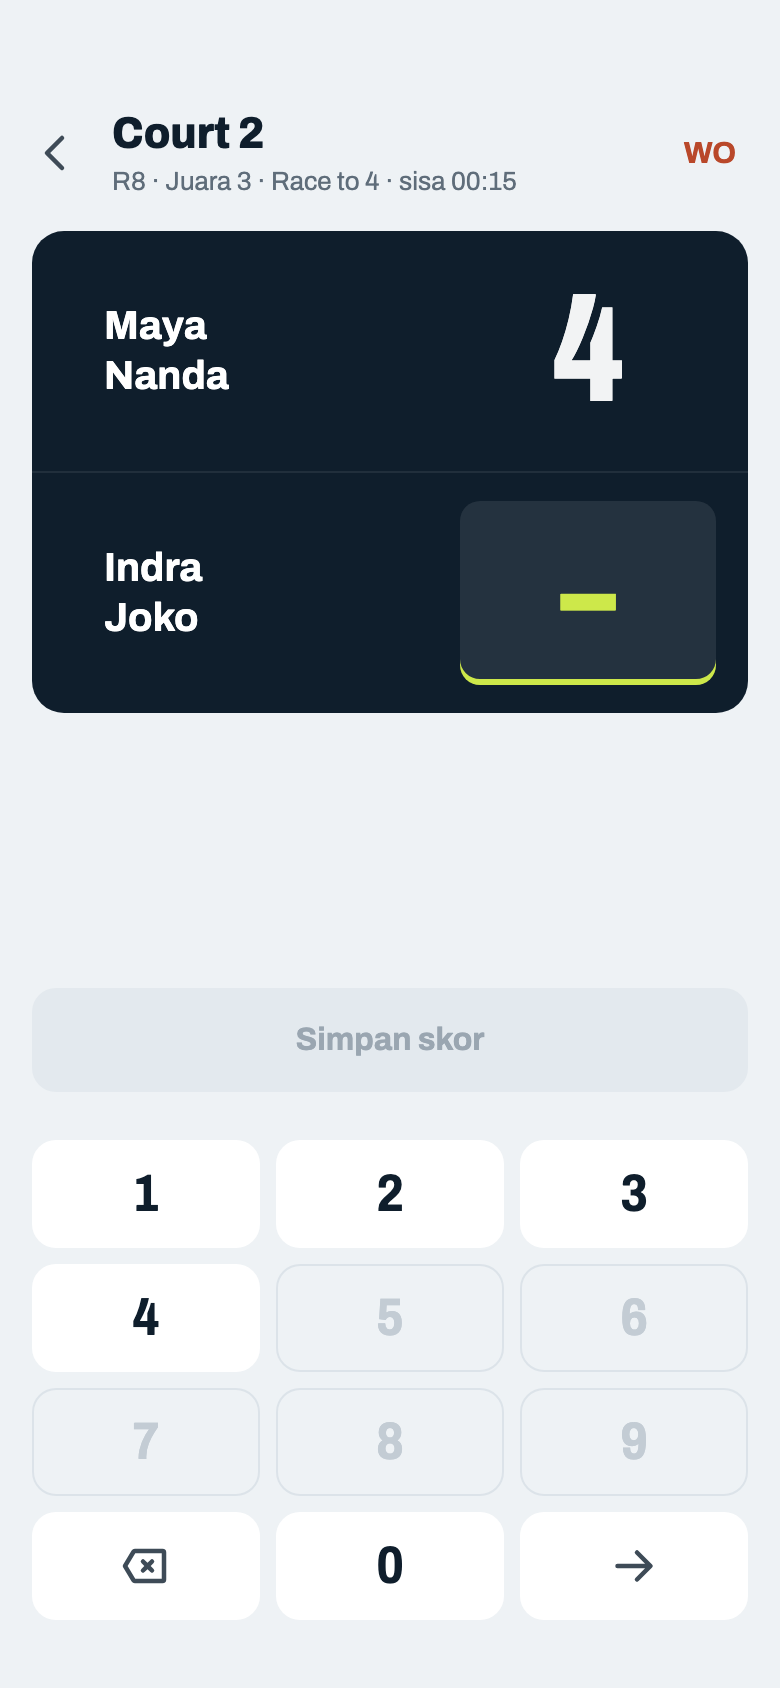 Court 2
WO
R8 · Juara 3 · Race to 4 · sisa 00:15
Maya
Nanda
4
Indra
Joko
–
Simpan skor
1 2 3
4 5 6
7 8 9
0